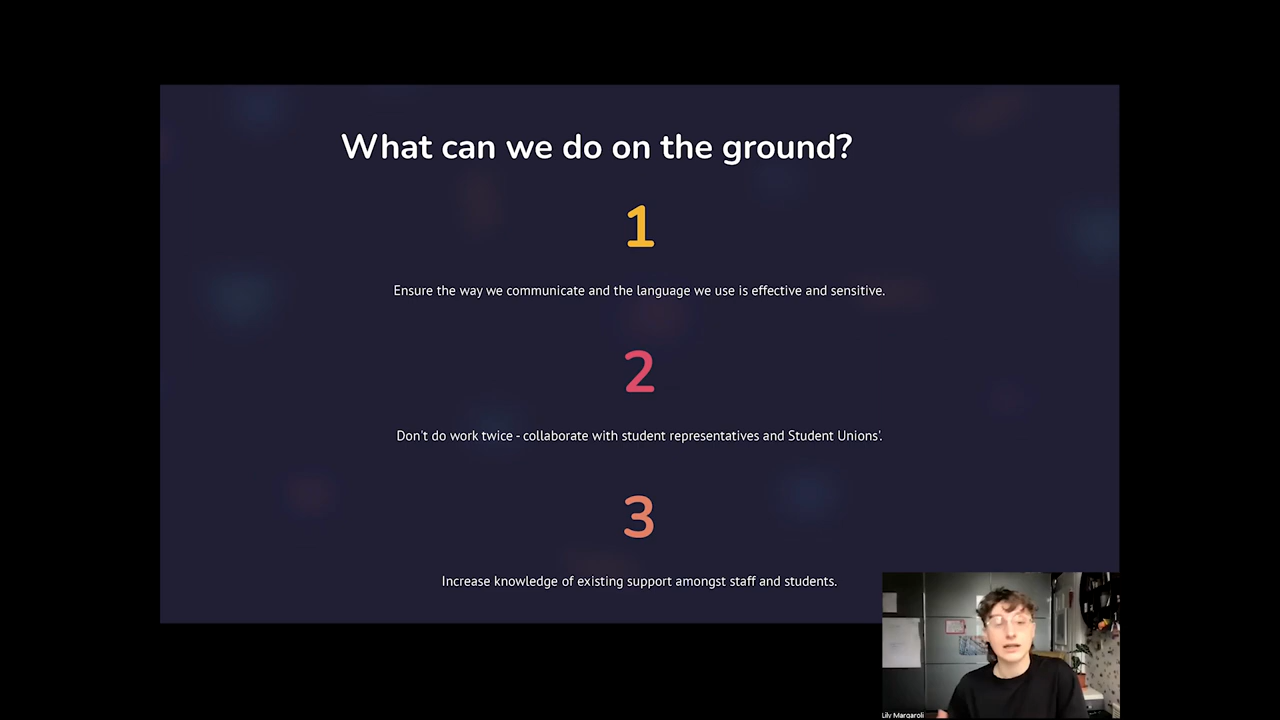 What can we do on the ground?
1
Ensure the way we communicate and the language we use is effective and sensitive.
2
Don't do work twice - collaborate with student representatives and Student Unions'.
3
Increase knowledge of existing support amongst staff and students.
Lily Margaroli